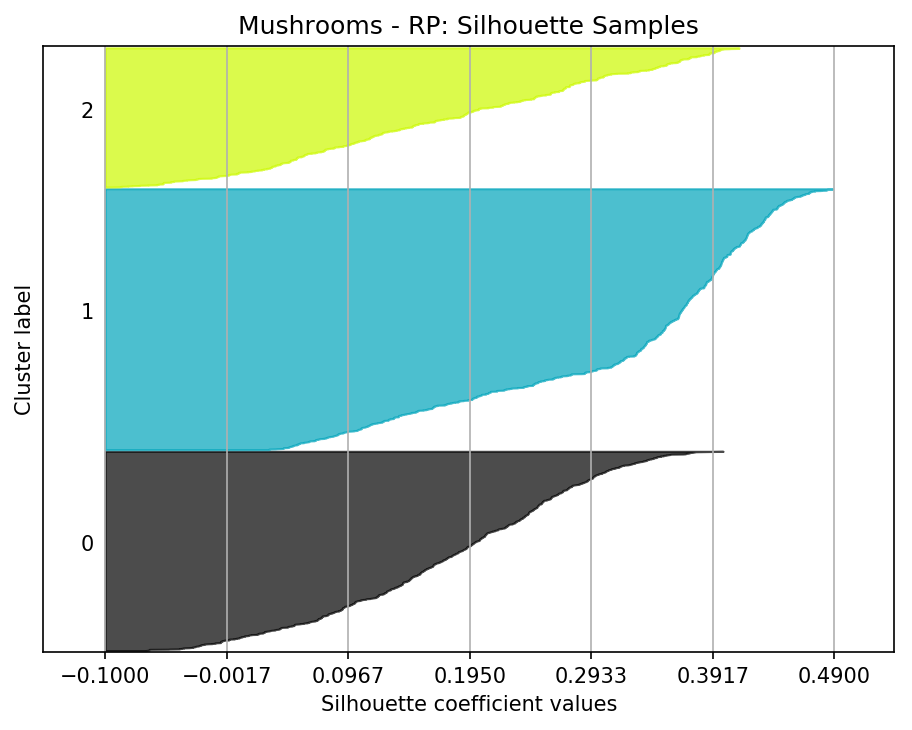 Mushrooms - RP: Silhouette Samples
2
1
0
Cluster label
−0.1000 −0.0017 0.0967 0.1950 0.2933 0.3917 0.4900
Silhouette coefficient values